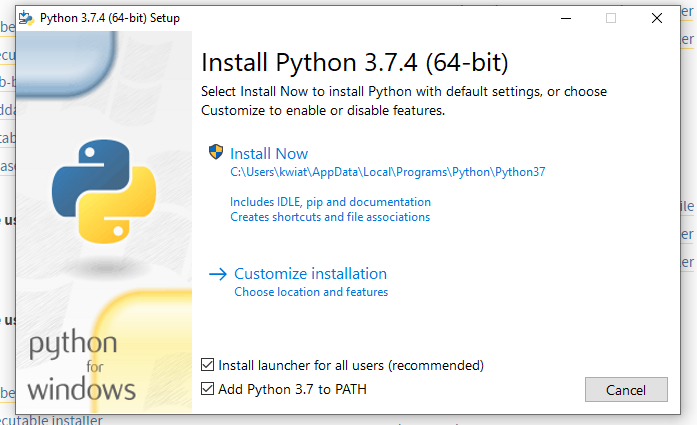 Python 3.7.4 (64-bit) Setup
Install Python 3.7.4 (64-bit)
Select Install Now to install Python with default settings, or choose
Customize to enable or disable features.
Install Now
C:\Users\kwiat\AppData\Local\Programs\Python\Python37
Includes IDLE, pip and documentation
Creates shortcuts and file associations
Customize installation
Choose location and features
Install launcher for all users (recommended)
Add Python 3.7 to PATH
Cancel
python
for
windows
cutable installer